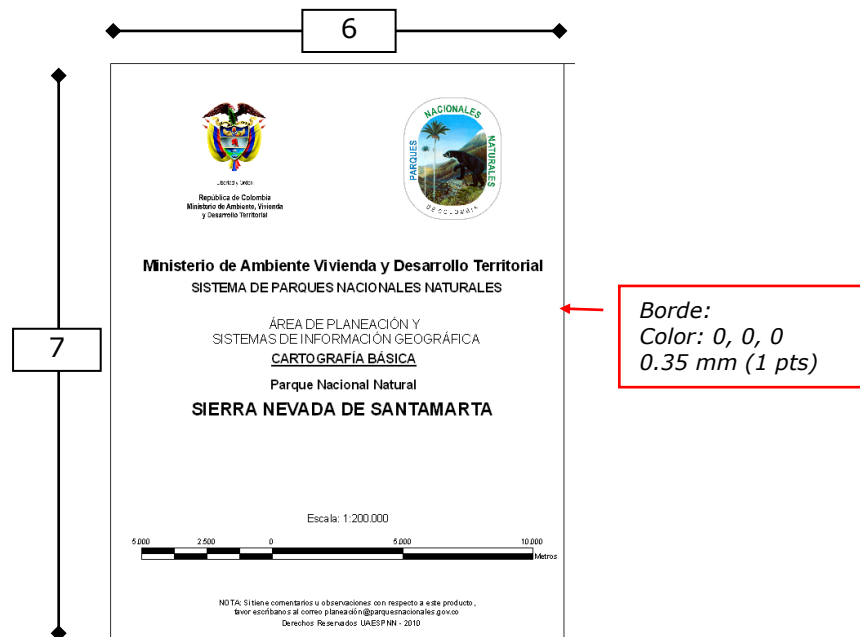 6
7
NACIONALES
PARQUES
NATURALES
DE COLOMBIA
Libertad y Orden
República de Colombia
Ministerio de Ambiente, Vivienda
y Desarrollo Territorial
Ministerio de Ambiente Vivienda y Desarrollo Territorial
SISTEMA DE PARQUES NACIONALES NATURALES
ÁREA DE PLANEACIÓN Y
SISTEMAS DE INFORMACIÓN GEOGRÁFICA
CARTOGRAFÍA BÁSICA
Parque Nacional Natural
SIERRA NEVADA DE SANTAMARTA
Borde:
Color: 0, 0, 0
0.35 mm (1 pts)
Escala: 1:200.000
5.000 2.500 0 5.000 10.000
Metros
NOTA: Si tiene comentarios u observaciones con respecto a este producto,
favor escríbanos al correo planeación@parquesnacionales.gov.co
Derechos Reservados UAESPNN - 2010